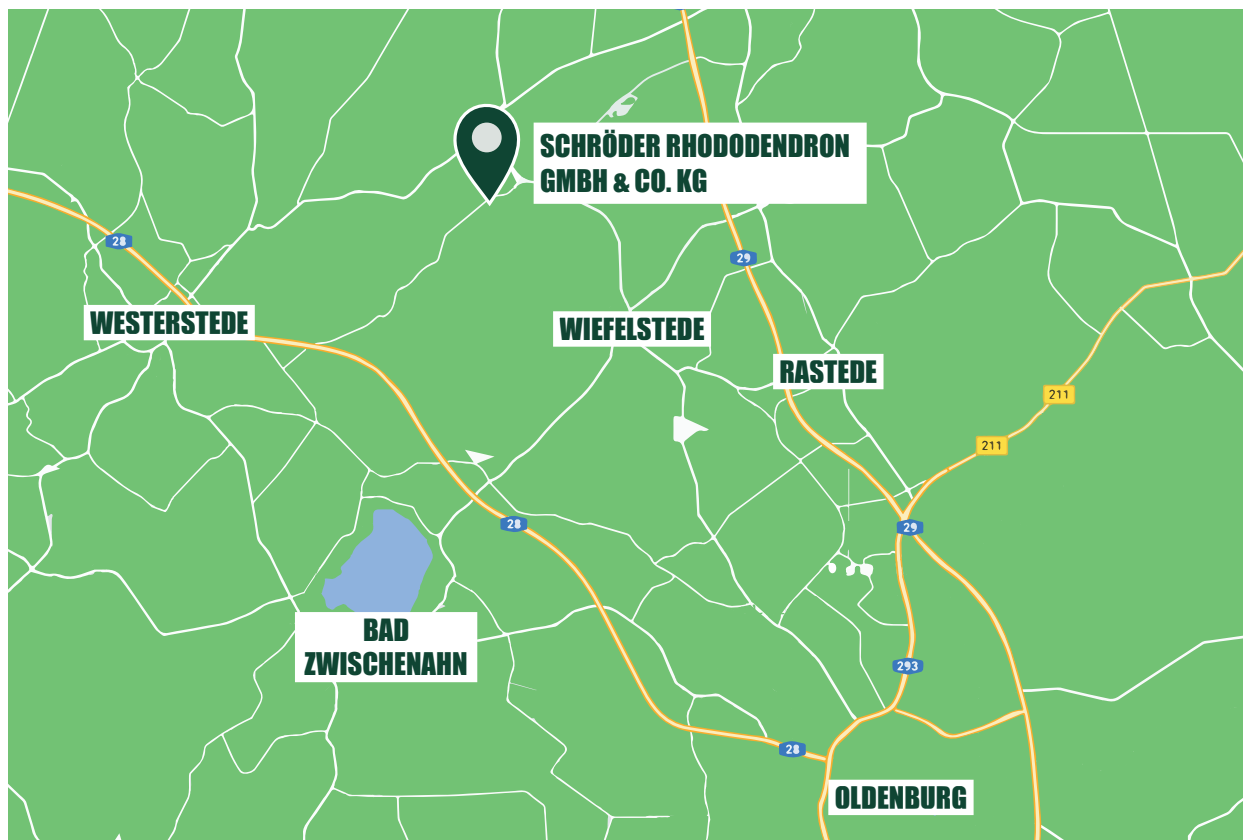 SCHRÖDER RHODODENDRON
GMBH & CO. KG
28
29
WESTERSTEDE
WIEFELSTEDE
RASTEDE
211
211
28
29
BAD
ZWISCHENAHN
293
28
OLDENBURG